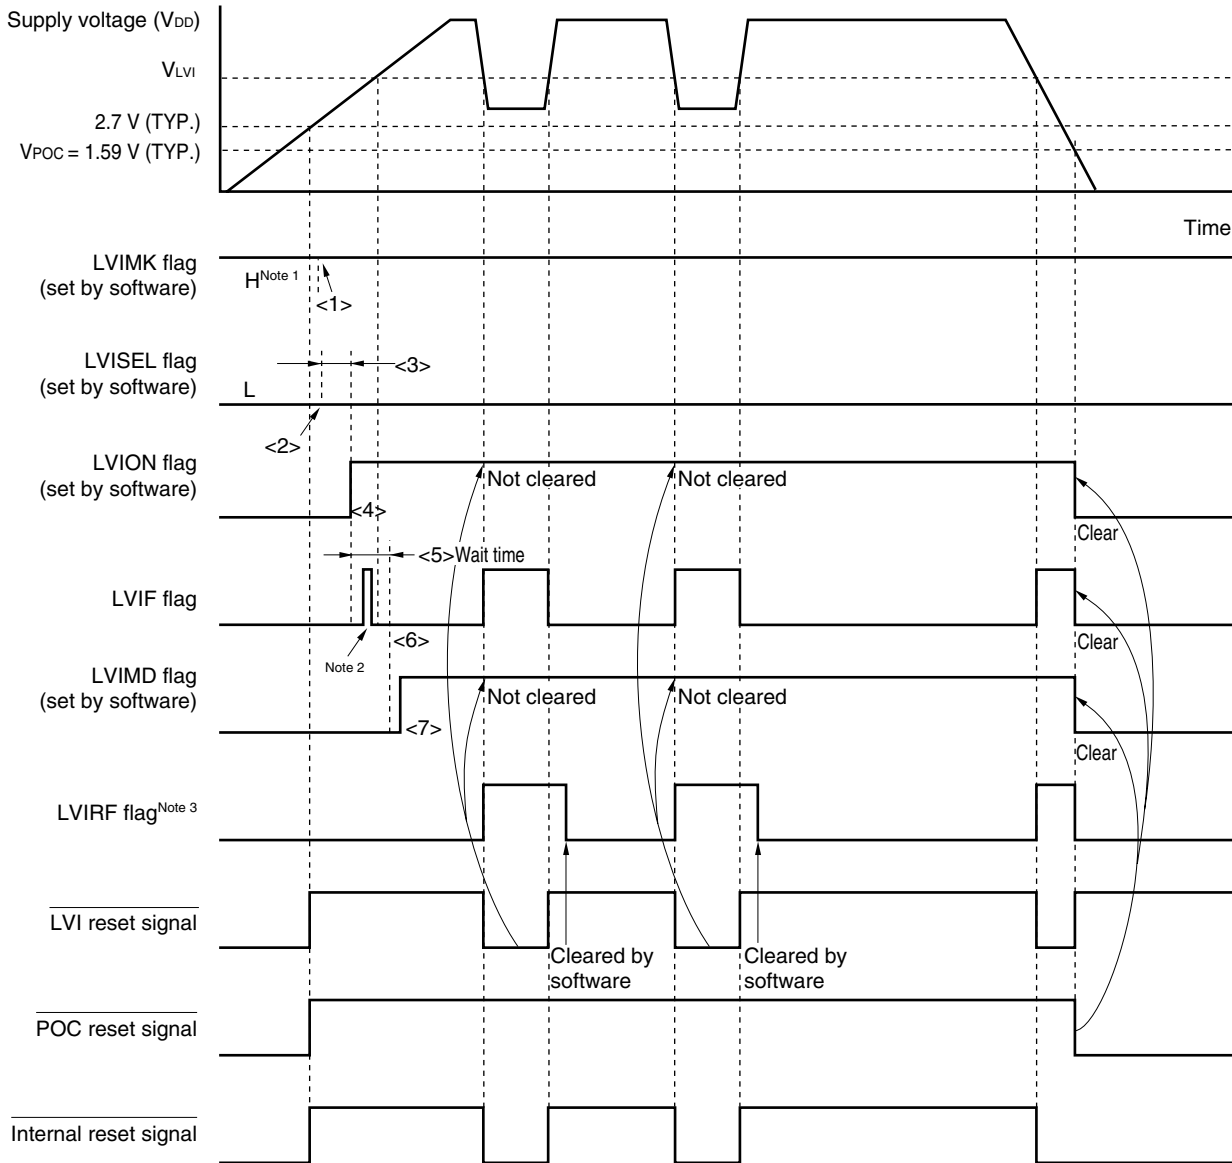 Supply voltage (VDD)
VLVI
2.7 V (TYP.)
VPOC = 1.59 V (TYP.)
Time
LVIMK flag
(set by software)
H Note 1
<1>
LVISEL flag
(set by software)
<3>
L
<2>
LVION flag
(set by software)
Not cleared
Not cleared
<4>
Clear
<5> Wait time
LVIF flag
<6>
Clear
Note 2
LVIMD flag
(set by software)
Not cleared
Not cleared
<7>
Clear
LVIRF flag Note 3
LVI reset signal
Cleared by
software
Cleared by
software
POC reset signal
Internal reset signal